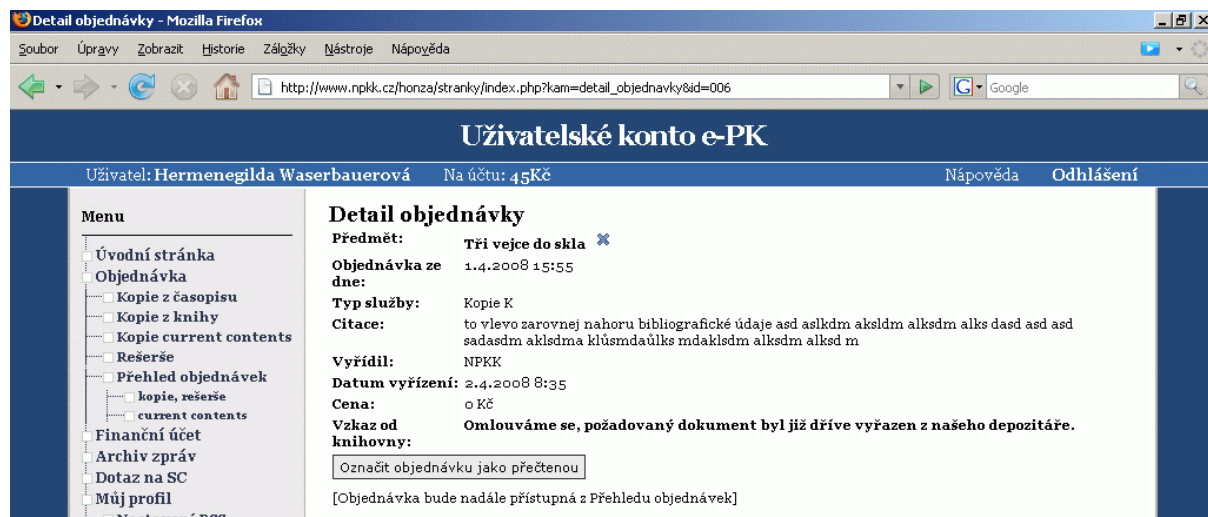 Detail objednávky - Mozilla Firefox
Soubor Úpravy Zobrazit Historie Záložky Nástroje Nápověda
http://www.npkk.cz/honza/stranky/index.php?kam=detail_objednavky&id=006
Google
Uživatelské konto e-PK
Uživatel: Hermenegilda Waserbauerová Na účtu: 45Kč Nápověda Odhlášení
Menu
Úvodní stránka
Objednávka
Kopie z časopisu
Kopie z knihy
Kopie current contents
Rešerše
Přehled objednávek
kopie, rešerše
current contents
Finanční účet
Archiv zpráv
Dotaz na SC
Můj profil
Detail objednávky
Předmět: Tři vejce do skla
Objednávka ze 1.4.2008 15:55
dne:
Typ služby: Kopie K
Citace: to vlevo zarovnej nahoru bibliografické údaje asd aslkdm aksldm alksdm alks dasd asd asd
sadasdm aklsdma klůsmdaůlks mdaklsdm alksdm alksd m
Vyřídil: NPKK
Datum vyřízení: 2.4.2008 8:35
Cena: 0 Kč
Vzkaz od Omlouváme se, požadovaný dokument byl již dříve vyřazen z našeho depozitáře.
knihovny:
Označit objednávku jako přečtenou
[Objednávka bude nadále přístupná z Přehledu objednávek]